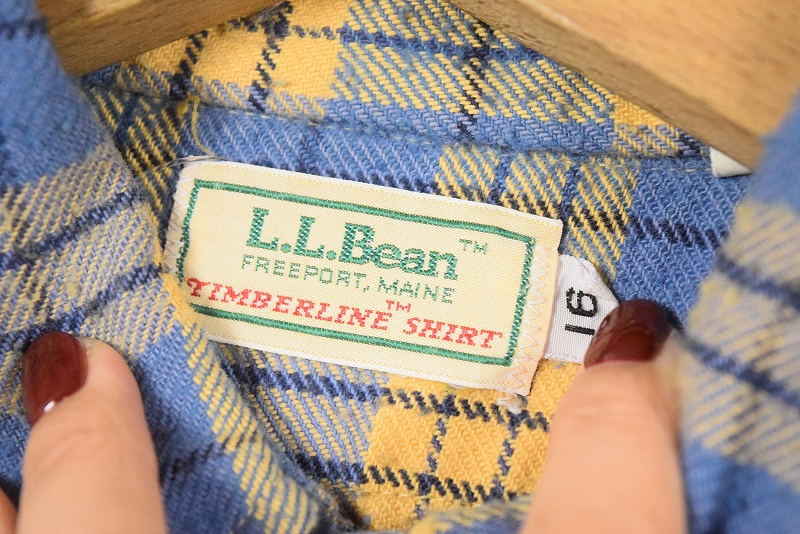 L.L.Bean™
FREEPORT, MAINE
TIMBERLINE™ SHIRT
16